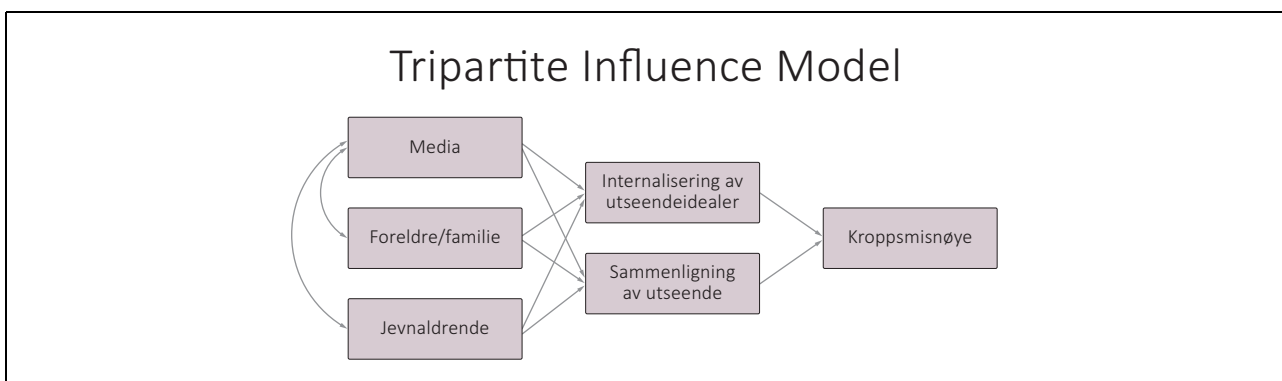 Tripartite Influence Model
Media
Foreldre/familie
Jevnaldrende
Internalisering av
utseendeidealer
Sammenligning
av utseende
Kroppsmisnøye